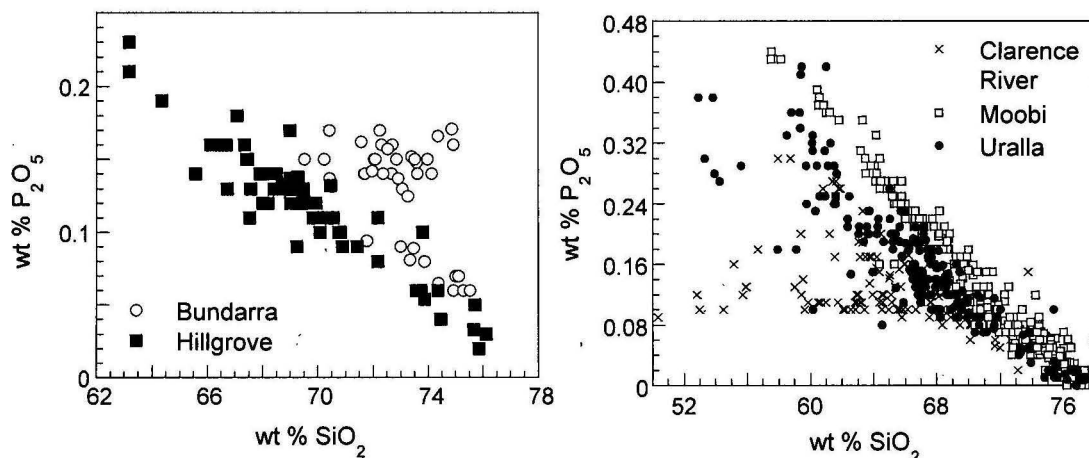 wt % P2O5
0.2
0.1
0
Bundarra
Hillgrove
62 66 70 74 78
wt % SiO2
wt % P2O5
0.48
0.40
0.32
0.24
0.16
0.08
0
Clarence
River
Moobi
Uralla
52 60 68 76
wt % SiO2